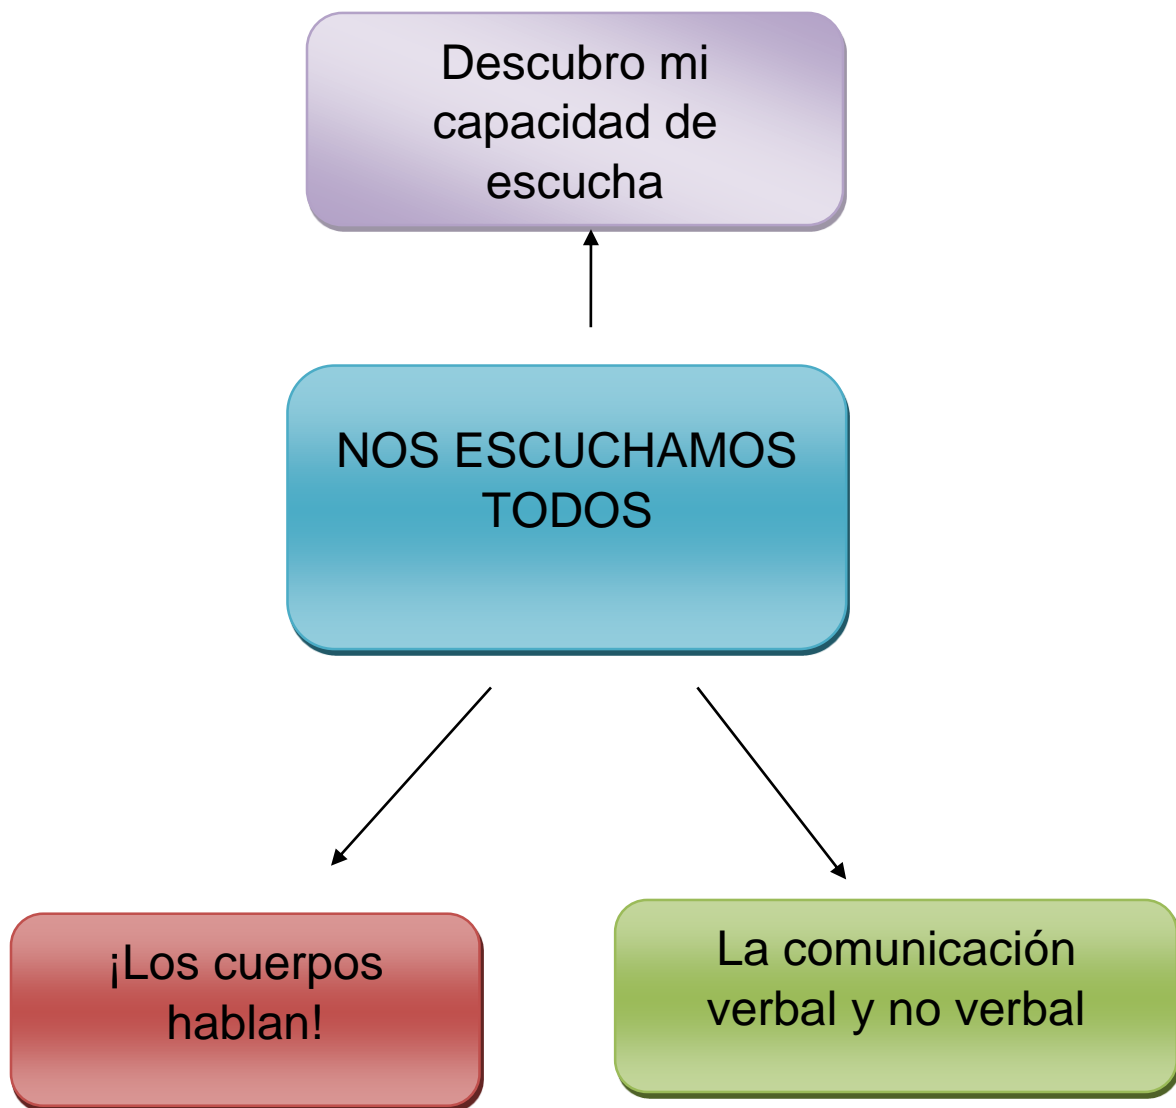 Descubro mi
capacidad de
escucha
NOS ESCUCHAMOS
TODOS
¡Los cuerpos
hablan!
La comunicación
verbal y no verbal